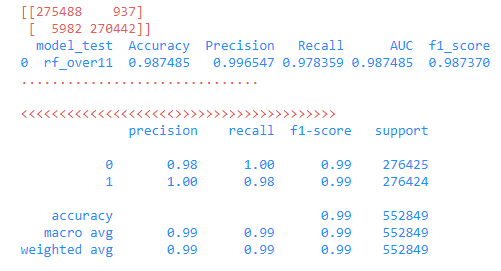 [[275488    937]
 [  5982 270442]]
  model_test  Accuracy  Precision    Recall       AUC  f1_score
0  rf_over11  0.987485   0.996547  0.978359  0.987485  0.987370
...............................
<<<<<<<<<<<<<<<<<<<<>>>>>>>>>>>>>>>>>>>>>
              precision    recall  f1-score   support
           0       0.98      1.00      0.99    276425
           1       1.00      0.98      0.99    276424
    accuracy                           0.99    552849
   macro avg       0.99      0.99      0.99    552849
weighted avg       0.99      0.99      0.99    552849